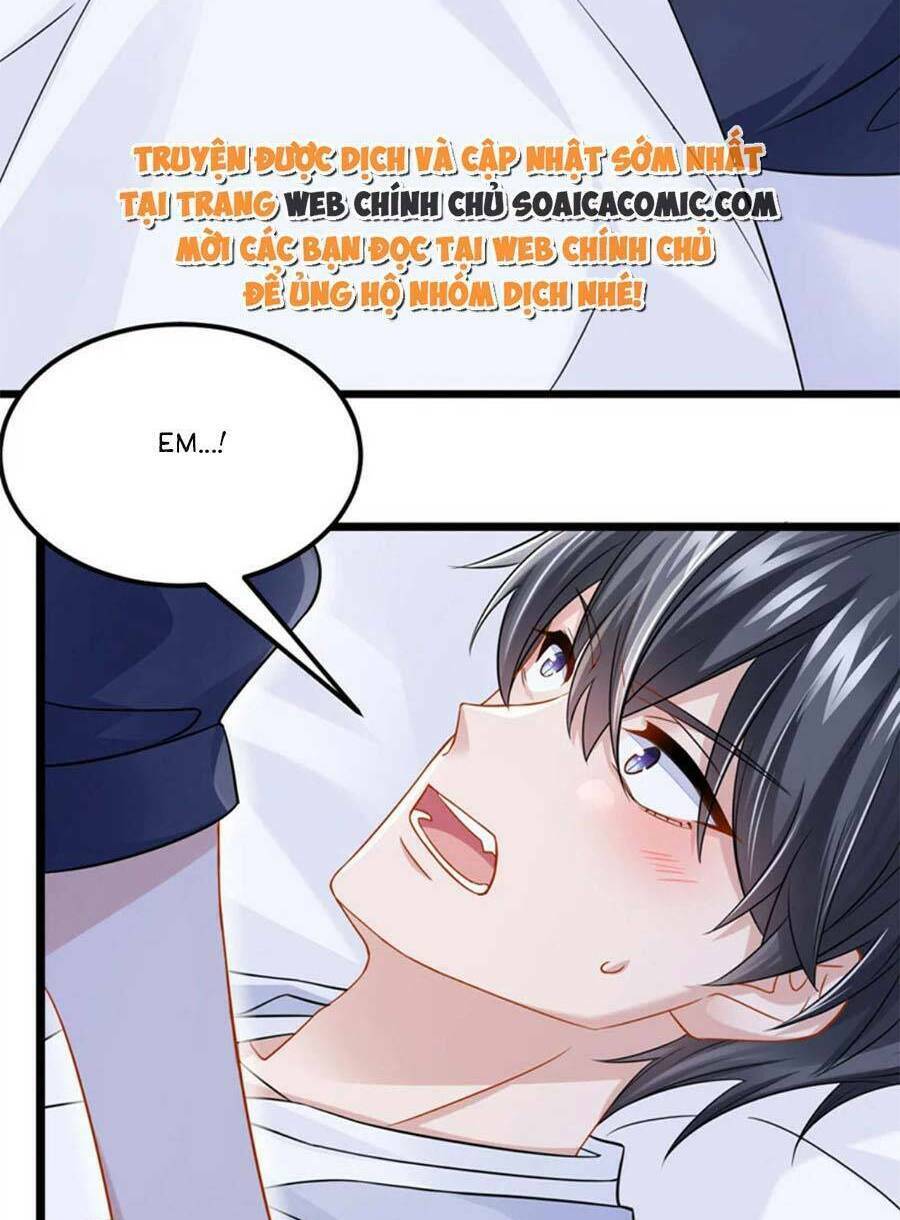 TRUYỆN ĐƯỢC DỊCH VÀ CẬP NHẬT SỚM NHẤT
TẠI TRANG WEB CHÍNH CHỦ SOAICACOMIC.COM
MỜI CÁC BẠN ĐỌC TẠI WEB CHÍNH CHỦ
ĐỂ ỦNG HỘ NHÓM DỊCH NHÉ!
EM...!